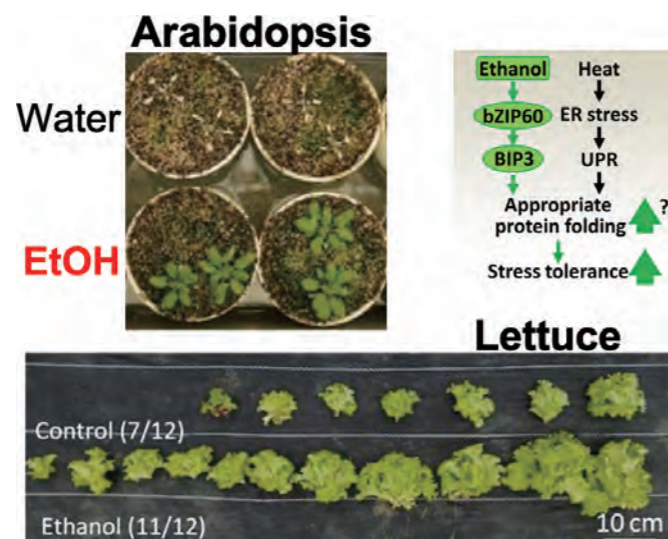 Arabidopsis
Water
EtOH
Ethanol
Heat
bZIP60
ER stress
BIP3
UPR
Appropriate
protein folding
?
Stress tolerance
Lettuce
Control (7/12)
Ethanol (11/12)
10 cm